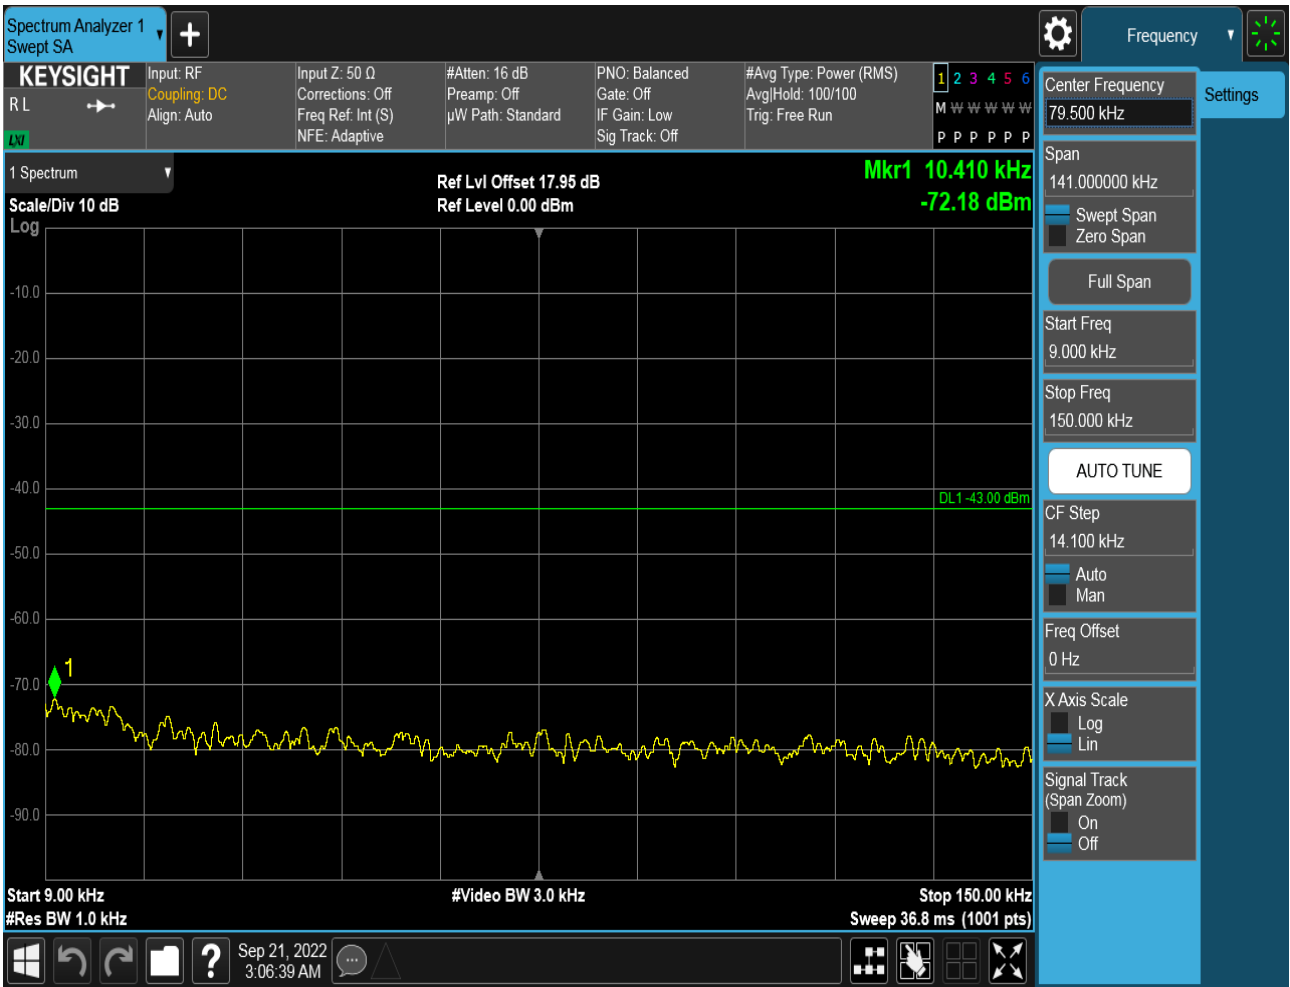 Spectrum Analyzer 1
Swept SA
Frequency
KEYSIGHT
R L
LXI
Input: RF
Coupling: DC
Align: Auto
Input Z: 50 Ω
Corrections: Off
Freq Ref: Int (S)
NFE: Adaptive
#Atten: 16 dB
Preamp: Off
µW Path: Standard
PNO: Balanced
Gate: Off
IF Gain: Low
Sig Track: Off
#Avg Type: Power (RMS)
Avg|Hold: 100/100
Trig: Free Run
1 2 3 4 5 6
M W W W W W
P P P P P P
1 Spectrum
Scale/Div 10 dB
Log
Ref Lvl Offset 17.95 dB
Ref Level 0.00 dBm
Mkr1 10.410 kHz
-72.18 dBm
-10.0
-20.0
-30.0
-40.0
DL1 -43.00 dBm
-50.0
-60.0
1
-70.0
-80.0
-90.0
Start 9.00 kHz
#Video BW 3.0 kHz
Stop 150.00 kHz
#Res BW 1.0 kHz
Sweep 36.8 ms (1001 pts)
Center Frequency
79.500 kHz
Settings
Span
141.000000 kHz
Swept Span
Zero Span
Full Span
Start Freq
9.000 kHz
Stop Freq
150.000 kHz
AUTO TUNE
CF Step
14.100 kHz
Auto
Man
Freq Offset
0 Hz
X Axis Scale
Log
Lin
Signal Track
(Span Zoom)
On
Off
?
Sep 21, 2022
3:06:39 AM